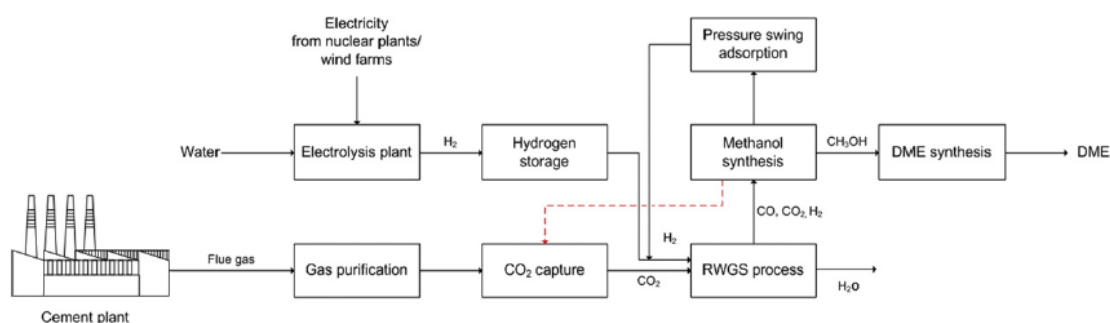 Electricity
from nuclear plants/
wind farms
Pressure swing
adsorption
Water
Electrolysis plant
H₂
Hydrogen
storage
Methanol
synthesis
CH₃OH
DME synthesis
DME
CO, CO₂, H₂
Flue gas
Gas purification
CO₂ capture
CO₂
H₂
RWGS process
H₂O
Cement plant